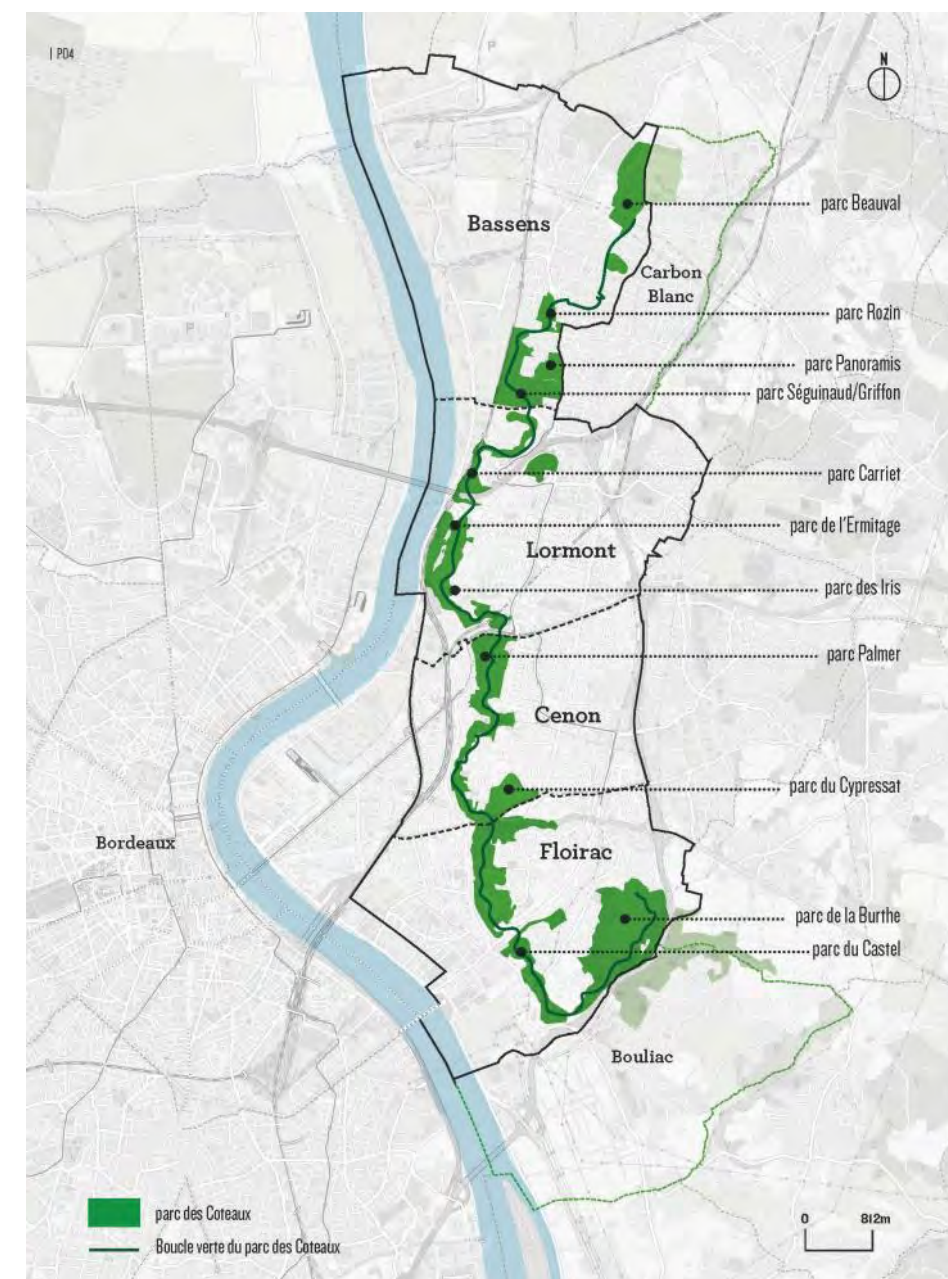 | PD4
N
parc Beauval
Bassens
Carbon
Blanc
parc Rozin
parc Panoramis
parc Séguinaud/Griffon
parc Carriet
parc de l'Ermitage
Lormont
parc des Iris
parc Palmer
Cenon
parc du Cypressat
Bordeaux
Floirac
parc de la Burthe
parc du Castel
Bouliac
parc des Coteaux
Boucle verte du parc des Coteaux
0 812m